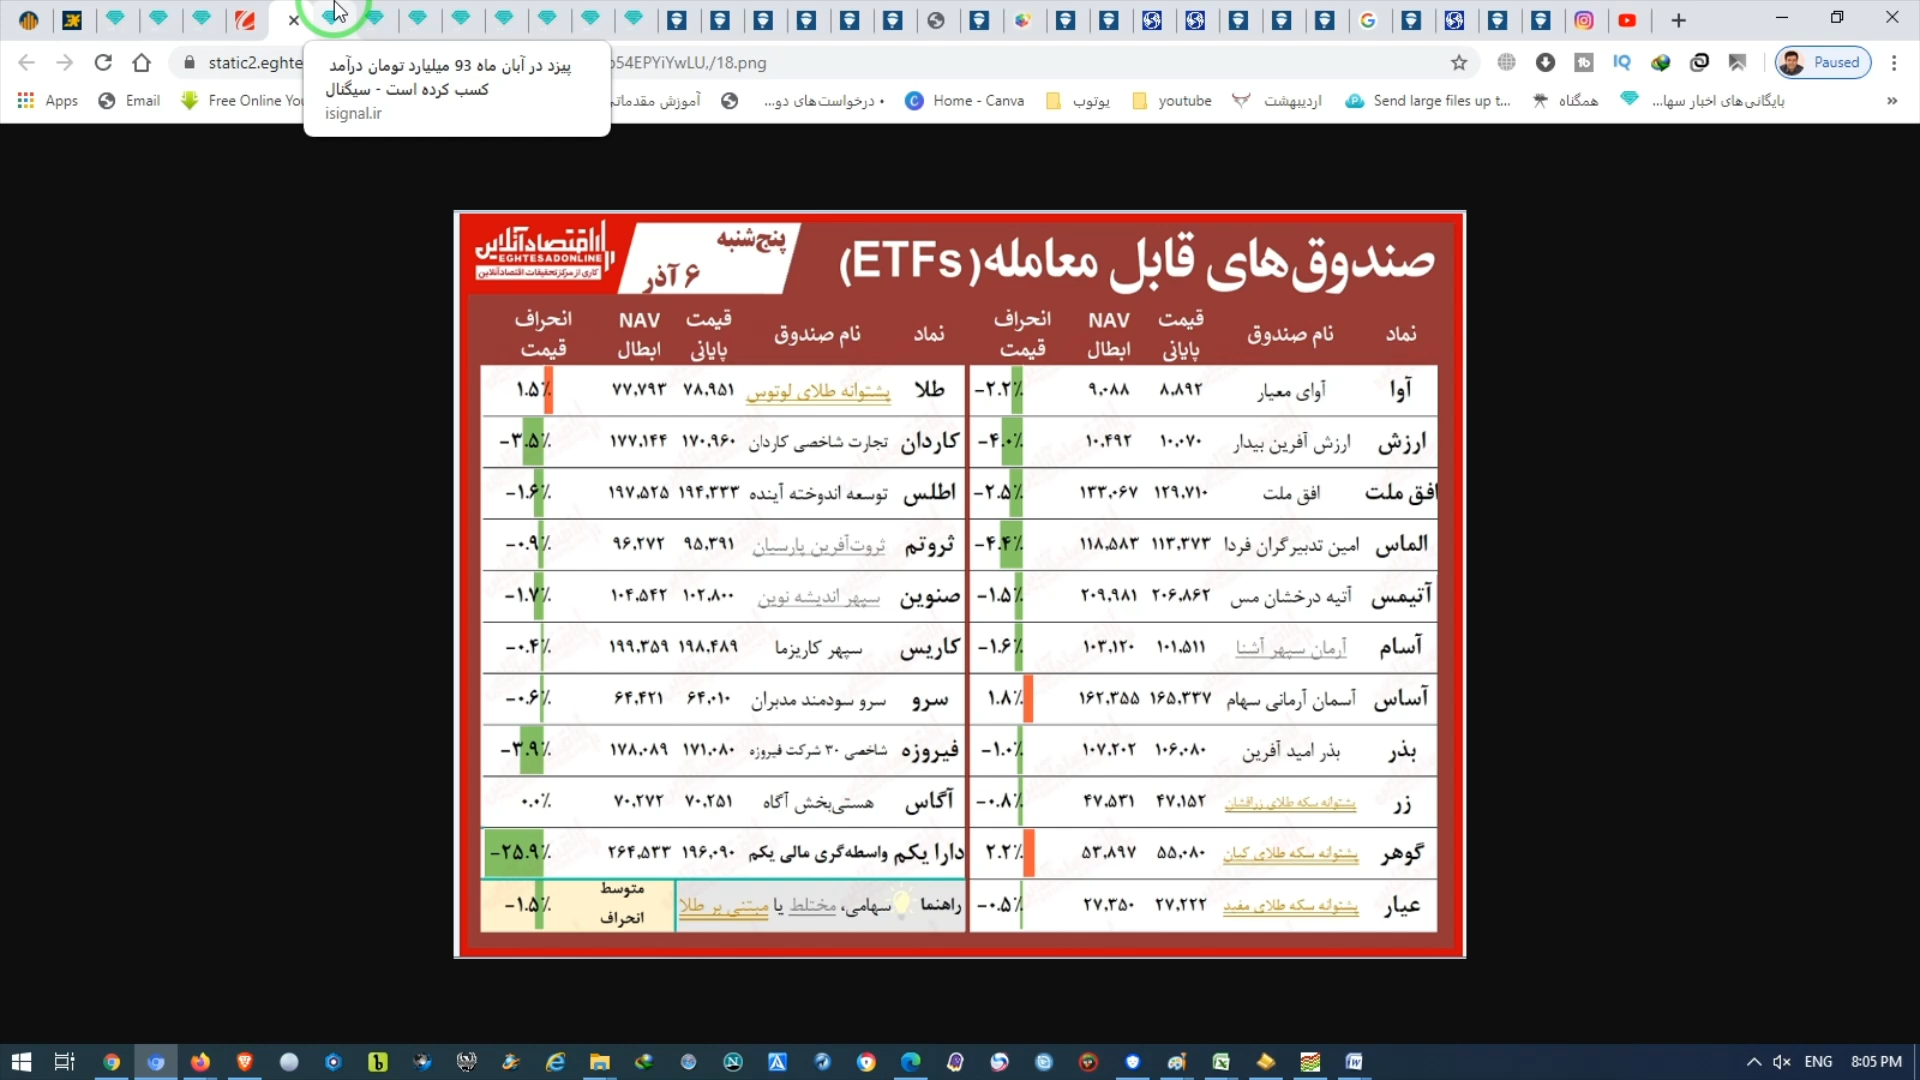 پیزد در آبان ماه 93 میلیارد تومان درآمد
کسب کرده است - سیگنال
isignal.ir
static2.eghte
o54EPYiYwLU,/18.png
Paused
Apps
Email
Free Online You
آموزش مقدماتی
• درخواست‌های دو...
Home - Canva
یوتوب
youtube
اردیبهشت
Send large files up t...
همگناه
بایگانی‌های اخبار سها...
»
صندوق‌های قابل معامله (ETFs)
پنج‌شنبه
۶ آذر
اقتصادآنلاین
EGHTESADONLINE
کاری از مرکز تحقیقات اقتصادآنلاین
نماد نام صندوق قیمت پایانی NAV ابطال انحراف قیمت
آوا آوای معیار ۸,۸۹۲ ۹,۰۸۸ -۲.۲٪
ارزش ارزش آفرین بیدار ۱۰,۰۷۰ ۱۰,۴۹۲ -۴.۰٪
افق ملت افق ملت ۱۲۹,۷۱۰ ۱۳۳,۰۶۷ -۲.۵٪
الماس امین تدبیرگران فردا ۱۱۳,۳۷۳ ۱۱۸,۵۸۳ -۴.۴٪
آتیمس آتیه درخشان مس ۲۰۶,۸۶۲ ۲۰۹,۹۸۱ -۱.۵٪
آسام آرمان سپهر آشنا ۱۰۱,۵۱۱ ۱۰۳,۱۲۰ -۱.۶٪
آساس آسمان آرمانی سهام ۱۶۵,۳۳۷ ۱۶۲,۳۵۵ ۱.۸٪
بذر بذر امید آفرین ۱۰۶,۰۸۰ ۱۰۷,۲۰۲ -۱.۰٪
زر پشتوانه سکه طلای زرافشان ۴۷,۱۵۲ ۴۷,۵۳۱ -۰.۸٪
گوهر پشتوانه سکه طلای کیان ۵۵,۰۸۰ ۵۳,۸۹۷ ۲.۲٪
عیار پشتوانه سکه طلای مفید ۲۷,۲۲۲ ۲۷,۳۵۰ -۰.۵٪
نماد نام صندوق قیمت پایانی NAV ابطال انحراف قیمت
طلا پشتوانه طلای لوتوس ۷۸,۹۵۱ ۷۷,۷۹۳ ۱.۵٪
کاردان تجارت شاخصی کاردان ۱۷۰,۹۶۰ ۱۷۷,۱۴۴ -۳.۵٪
اطلس توسعه اندوخته آینده ۱۹۴,۳۳۳ ۱۹۷,۵۲۵ -۱.۶٪
ثروتم ثروت‌آفرین پارسیان ۹۵,۳۹۱ ۹۶,۲۷۲ -۰.۹٪
صنوین سپهر اندیشه نوین ۱۰۲,۸۰۰ ۱۰۴,۵۴۲ -۱.۷٪
کاریس سپهر کاریزما ۱۹۸,۴۸۹ ۱۹۹,۳۵۹ -۰.۴٪
سرو سرو سودمند مدبران ۶۴,۰۱۰ ۶۴,۴۲۱ -۰.۶٪
فیروزه شاخصی ۳۰ شرکت فیروزه ۱۷۱,۰۸۰ ۱۷۸,۰۸۹ -۳.۹٪
آگاس هستی‌بخش آگاه ۷۰,۲۵۱ ۷۰,۲۷۲ ۰.۰٪
دارا یکم واسطه‌گری مالی یکم ۱۹۶,۰۹۰ ۲۶۴,۵۳۳ -۲۵.۹٪
راهنما سهامی، مختلط یا مبتنی بر طلا متوسط انحراف -۱.۵٪
ENG 8:05 PM